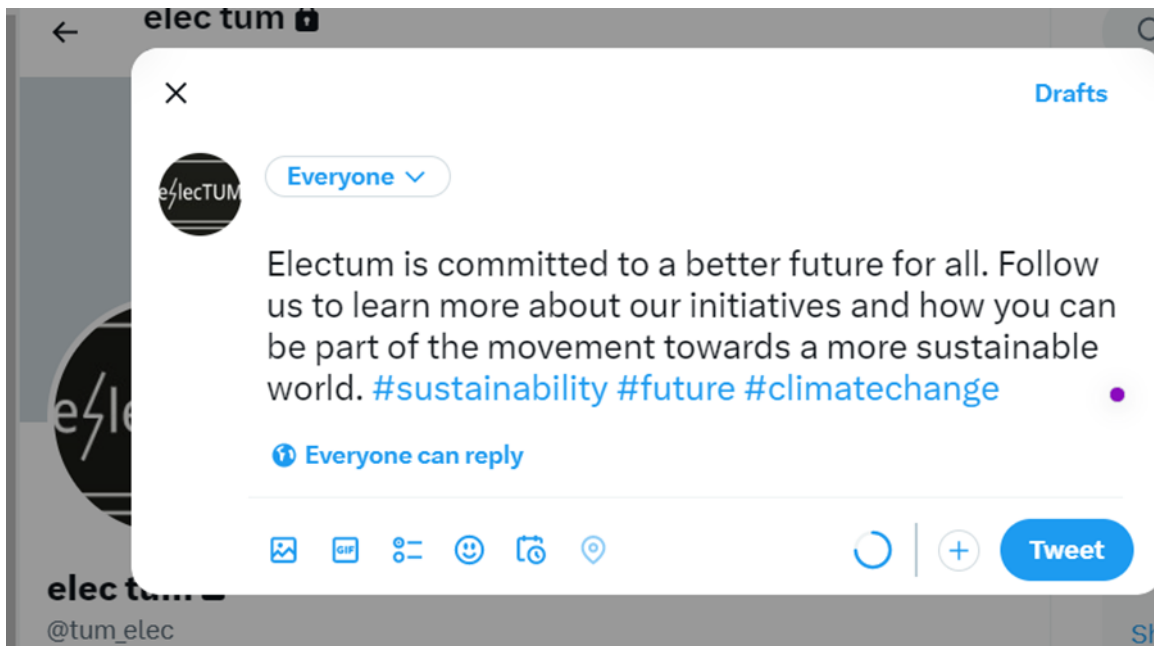 elec tum
Drafts
e lecTUM
Everyone
Electum is committed to a better future for all. Follow
us to learn more about our initiatives and how you can
be part of the movement towards a more sustainable
world. #sustainability #future #climatechange
Everyone can reply
GIF
Tweet
elec
@tum_elec